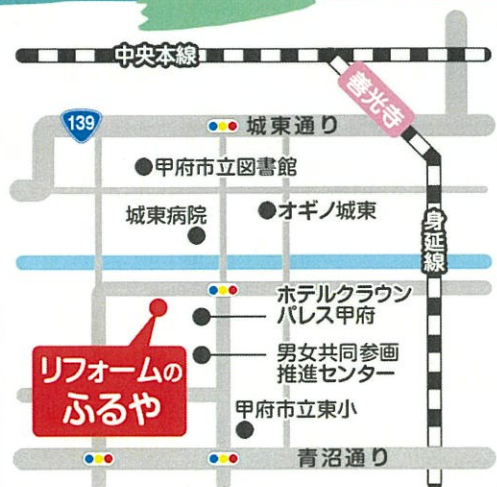 中央本線
善光寺
139
城東通り
甲府市立図書館
城東病院
オギノ城東
身延線
ホテルクラウン
パレス甲府
リフォームの
ふるや
男女共同参画
推進センター
甲府市立東小
青沼通り